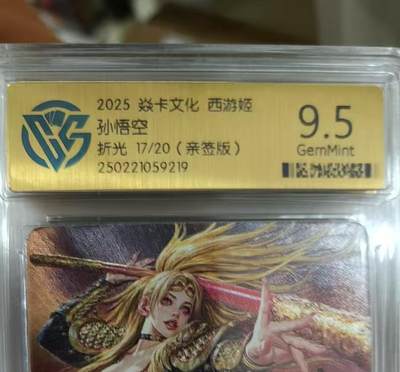 2025 焱卡文化 西游姬
孙悟空
折光 17/20（亲签版）
250221059219
9.5
GemMint